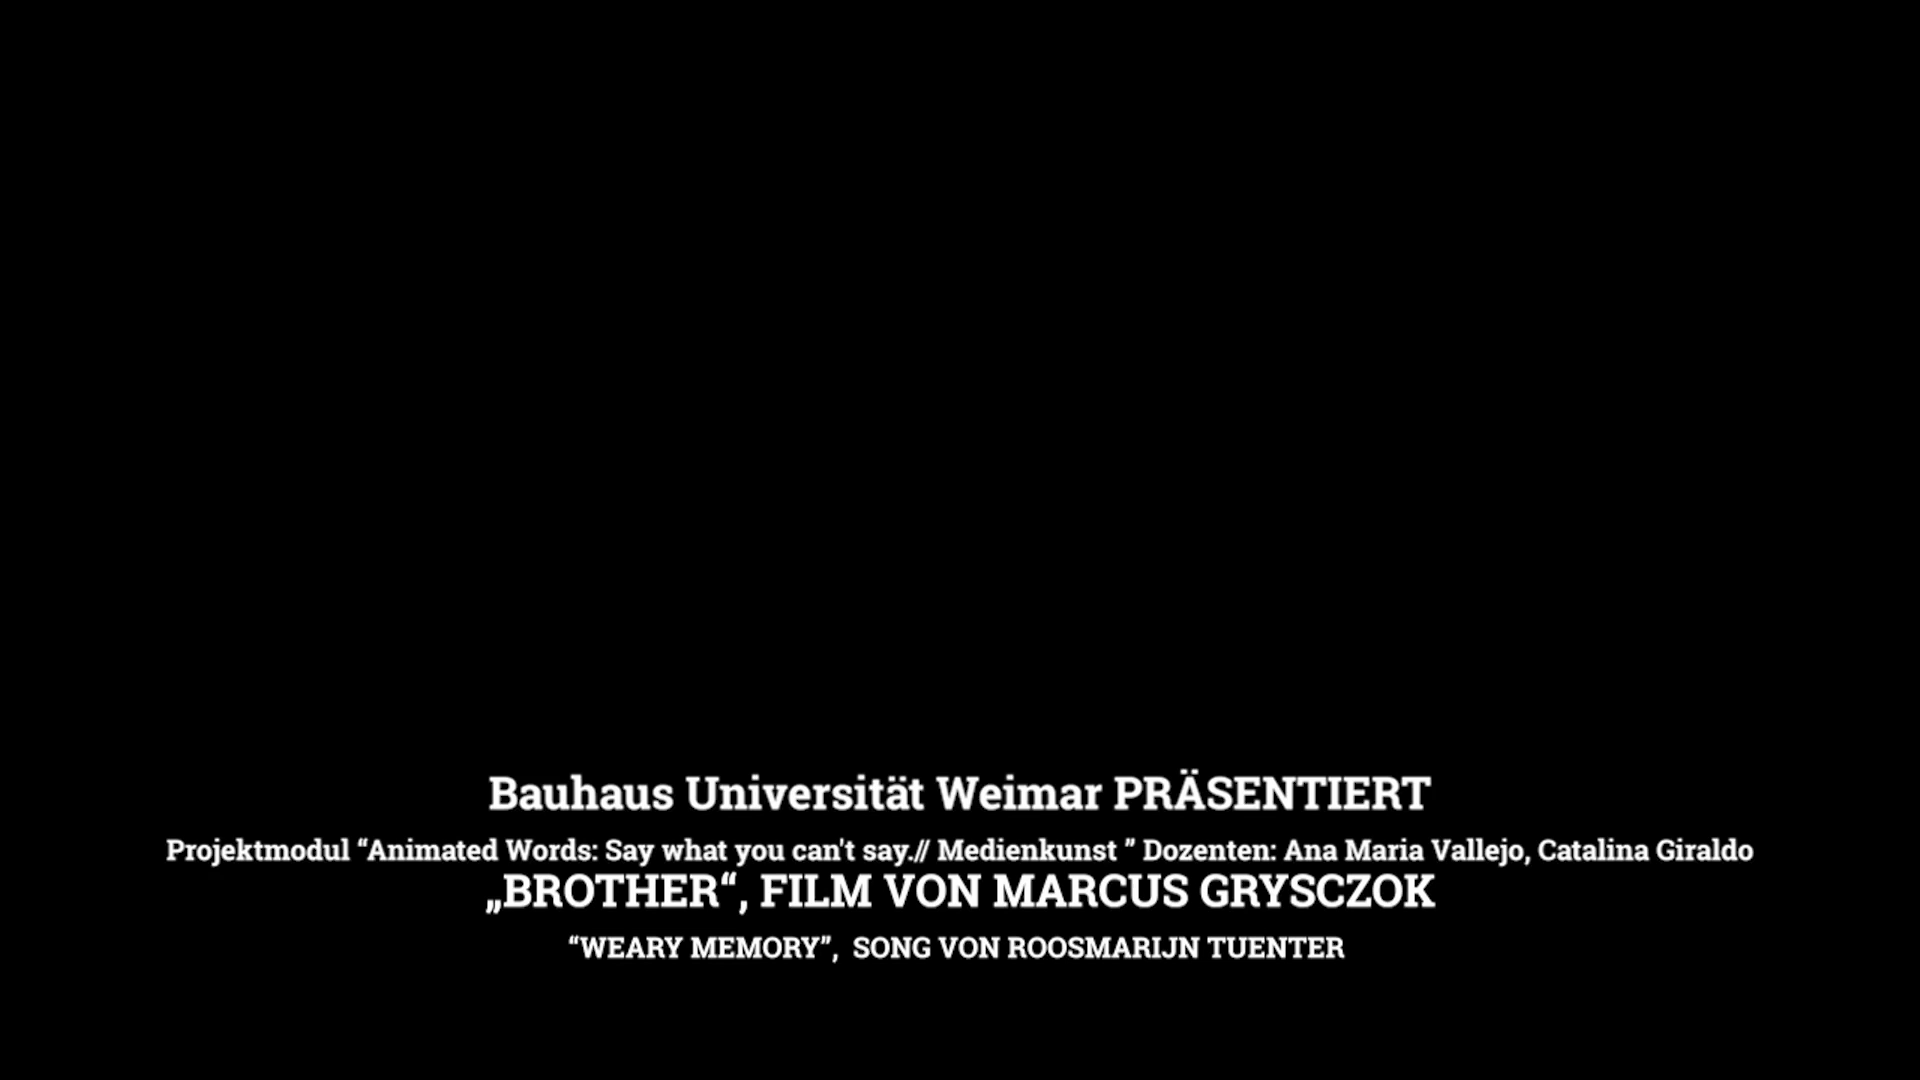 Bauhaus Universität Weimar PRÄSENTIERT
Projektmodul “Animated Words: Say what you can't say.// Medienkunst ” Dozenten: Ana Maria Vallejo, Catalina Giraldo
„BROTHER“, FILM VON MARCUS GRYSCZOK
“WEARY MEMORY”,  SONG VON ROOSMARIJN TUENTER